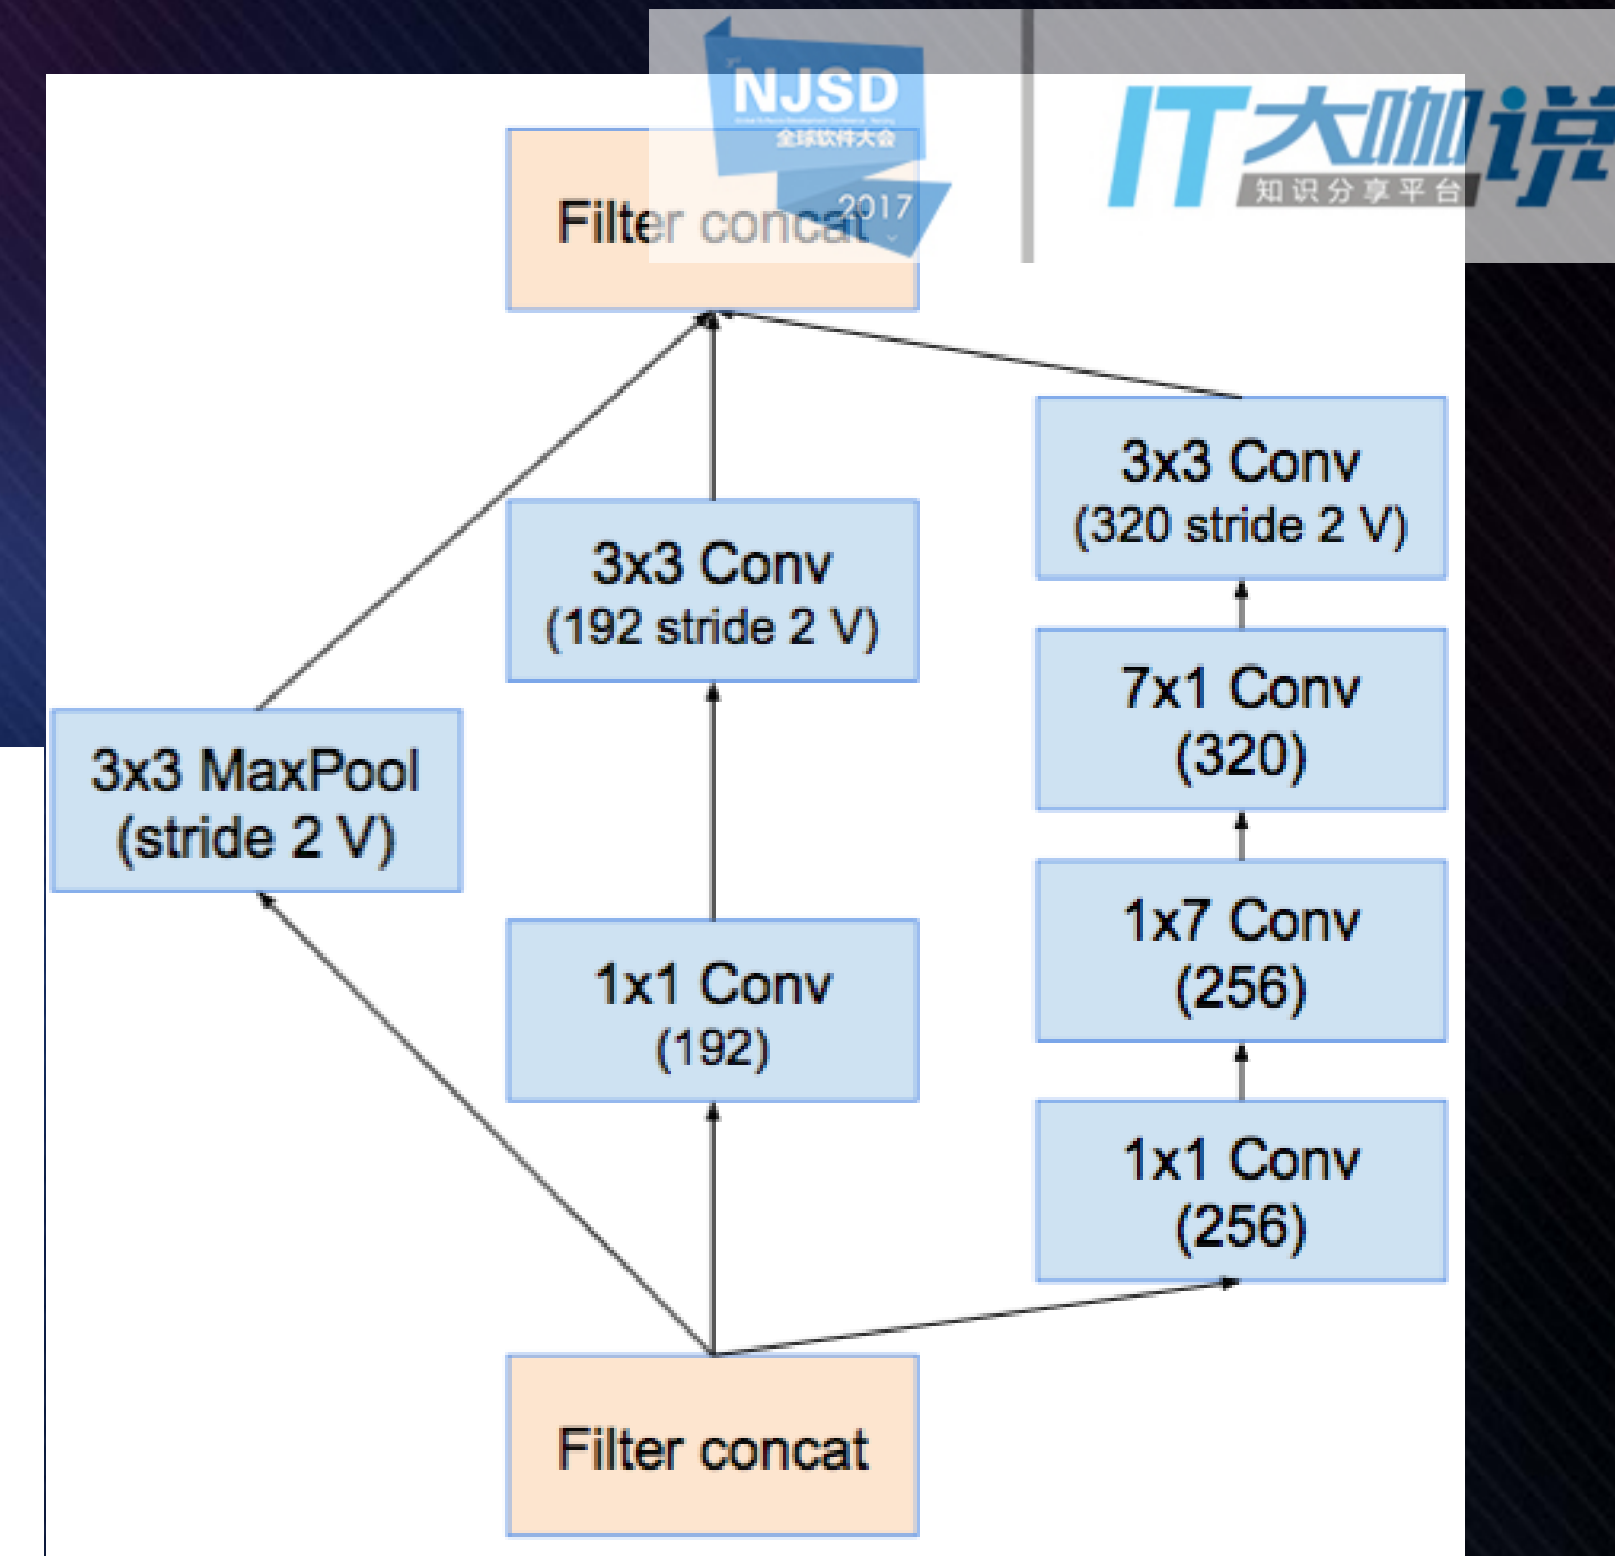 NJSD
全球软件大会
2017
IT大咖说
知识分享平台
Filter concat
3x3 Conv
(320 stride 2 V)
3x3 Conv
(192 stride 2 V)
7x1 Conv
(320)
3x3 MaxPool
(stride 2 V)
1x7 Conv
(256)
1x1 Conv
(192)
1x1 Conv
(256)
Filter concat